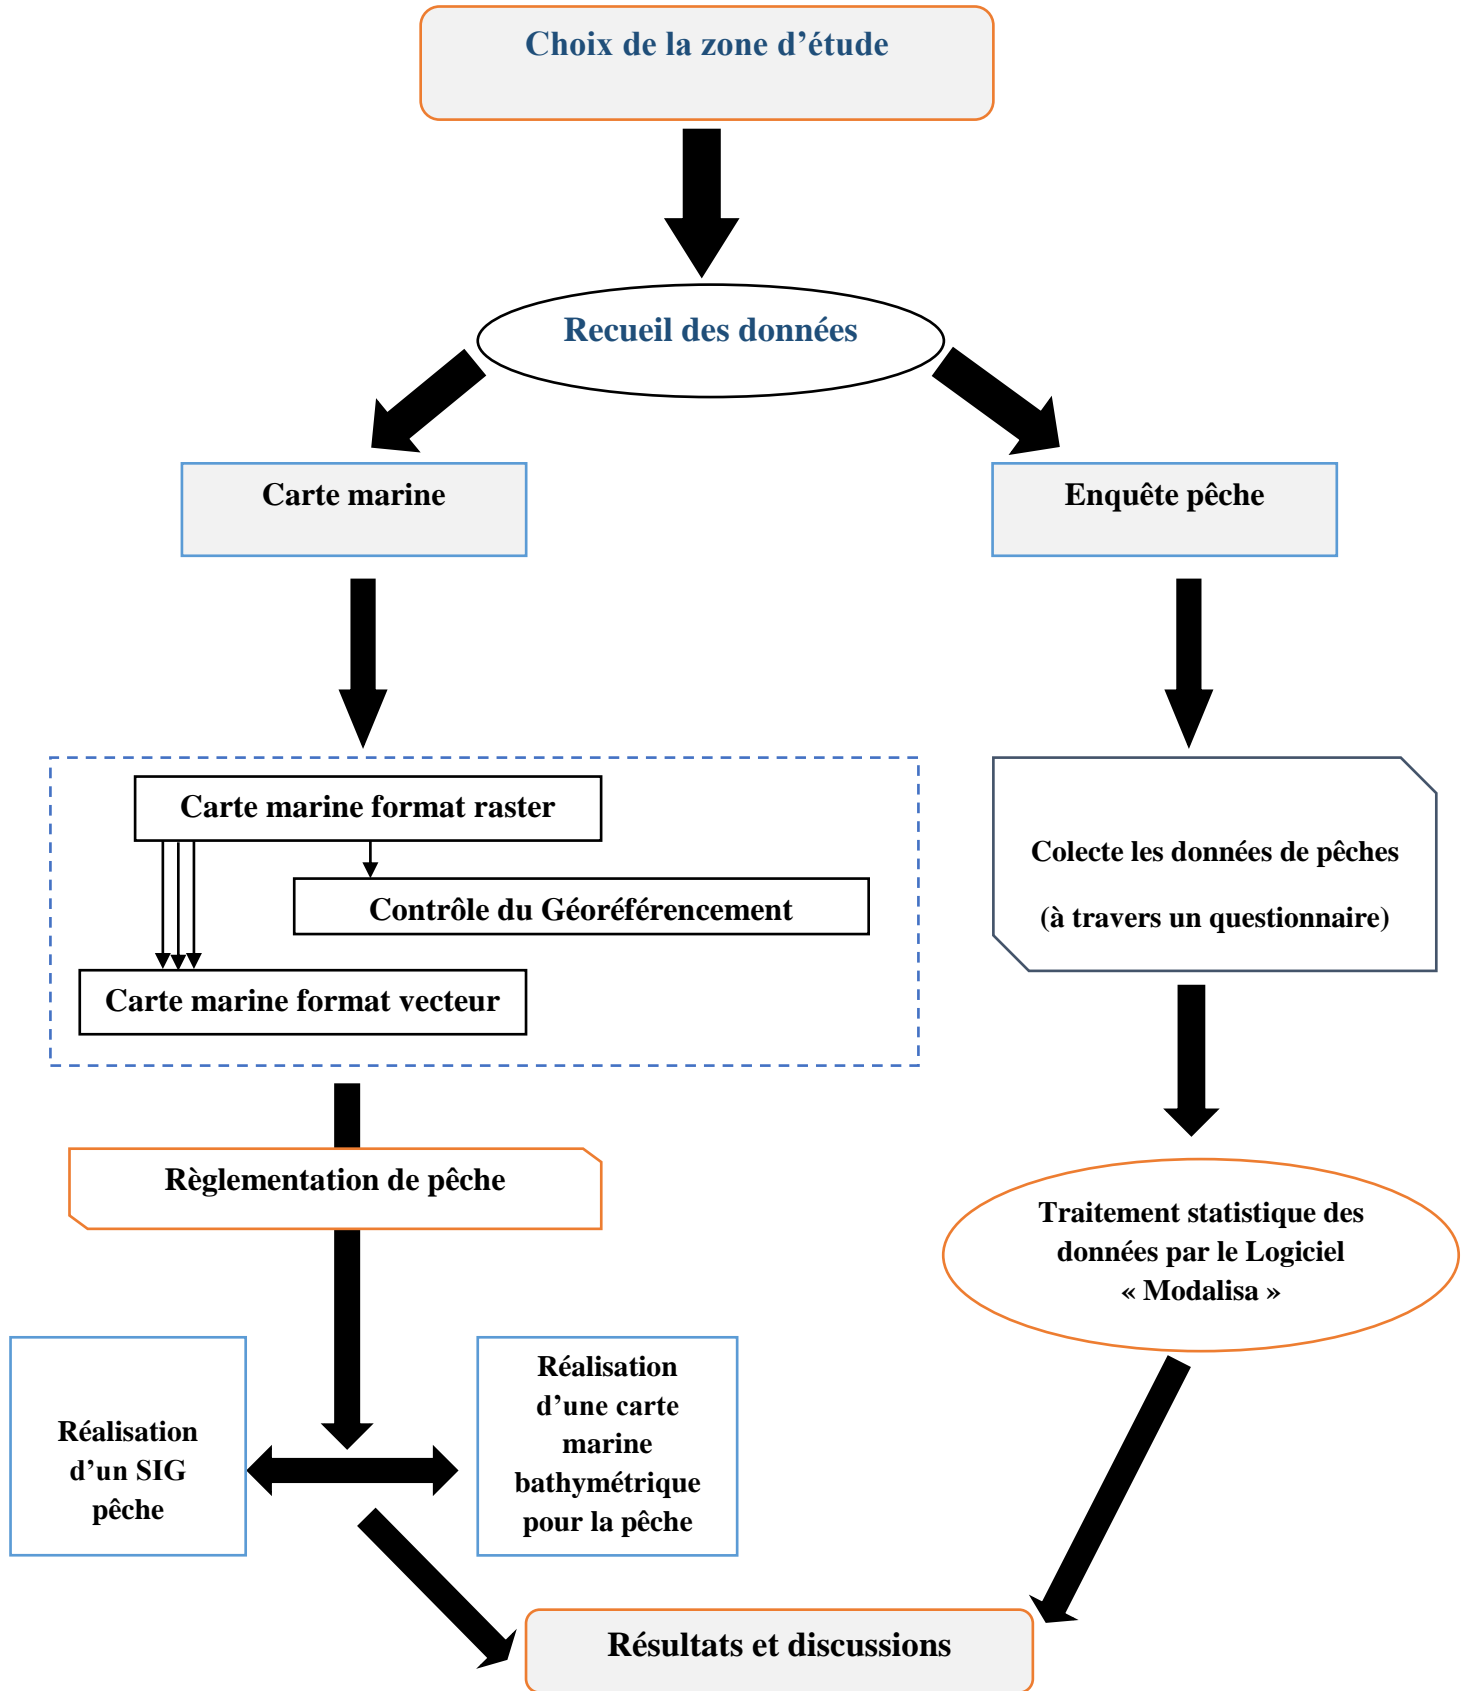 Choix de la zone d’étude
Recueil des données
Carte marine
Enquête pêche
Carte marine format raster
Contrôle du Géoréférencement
Carte marine format vecteur
Colecte les données de pêches
(à travers un questionnaire)
Règlementation de pêche
Traitement statistique des
données par le Logiciel
« Modalisa »
Réalisation
d’un SIG
pêche
Réalisation
d’une carte
marine
bathymétrique
pour la pêche
Résultats et discussions